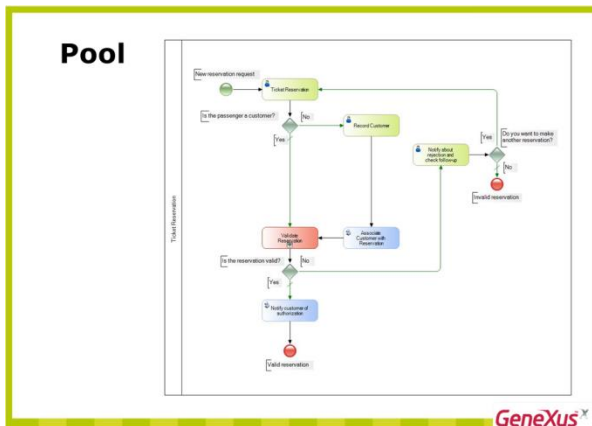 Pool
New reservation request
Ticket Reservation
Is the passenger a customer?
No
Yes
Record Customer
Notify about
rejection and
check followup
Yes
Do you want to make
another reservation?
No
Invalid reservation
Ticket Reservation
Validate
Reservation
Associate
Customer with
Reservation
Is the reservation valid?
No
Yes
Notify customer of
authorization
Valid reservation
GeneXus X